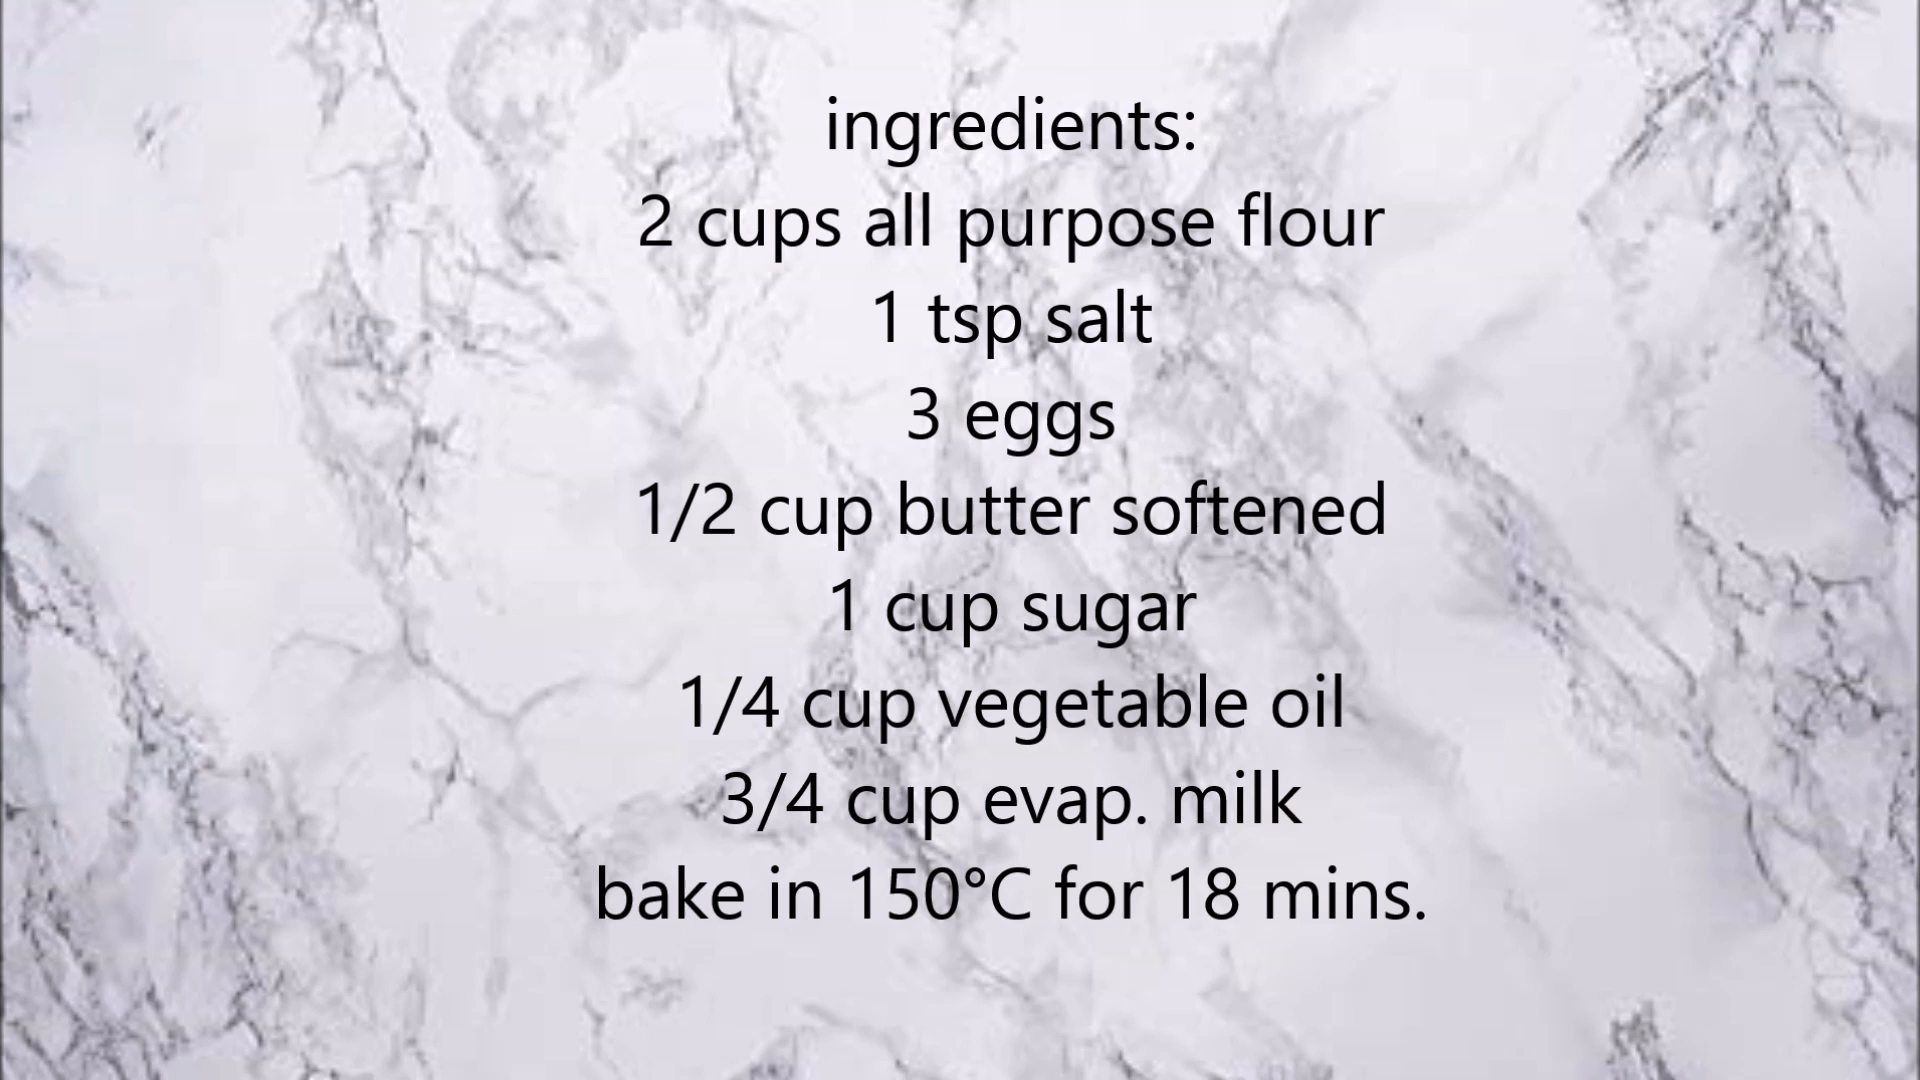 ingredients:
2 cups all purpose flour
1 tsp salt
3 eggs
1/2 cup butter softened
1 cup sugar
1/4 cup vegetable oil
3/4 cup evap. milk
bake in 150°C for 18 mins.